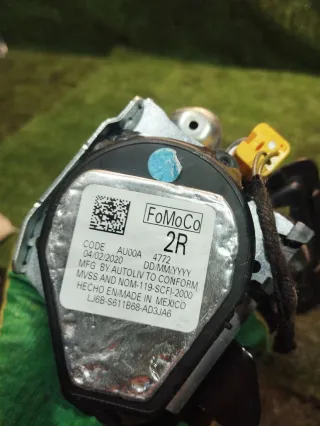 FoMoCo
2R
CODE AU00A 4772
04/02/2020 DD/MM/YYYY
MFG BY AUTOLIV TO CONFORM
MVSS AND NOM-119-SCFI-2000
HECHO EN/MADE IN MEXICO
LJ6B-S611B68-AD3JA6